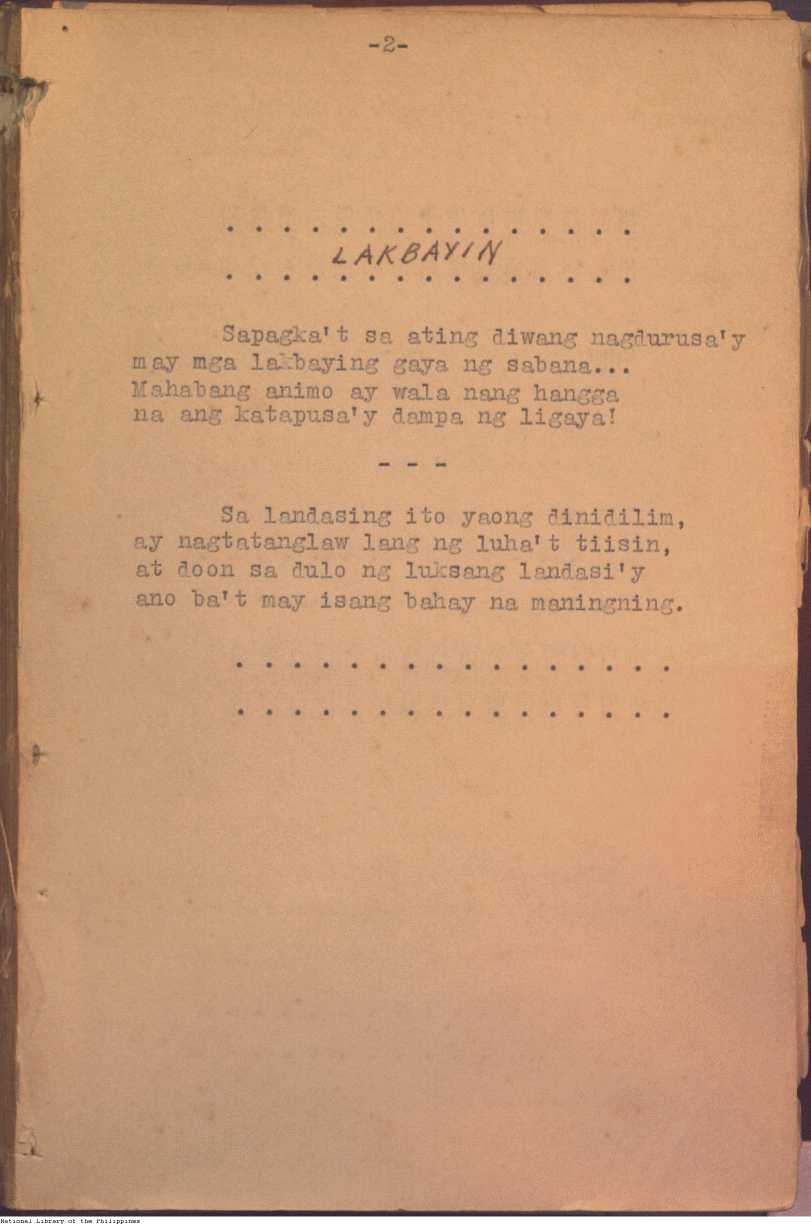 -2-
. . . . . . . . . . . . . . .
LAKBAYIN
. . . . . . . . . . . . . . .
Sapagka't sa ating diwang nagdurusa'y
may mga lakbaying gaya ng sabana...
Mahabang animo ay wala nang hangga
na ang katapusa'y dampa ng ligaya!
- - -
Sa landasing ito yaong dinidilim,
ay nagtatanglaw lang ng luha't tiisin,
at doon sa dulo ng luksang landasi'y
ano ba't may isang bahay na maningning.
. . . . . . . . . . . . . . . .
. . . . . . . . . . . . . . . .
National Library of the Philippines